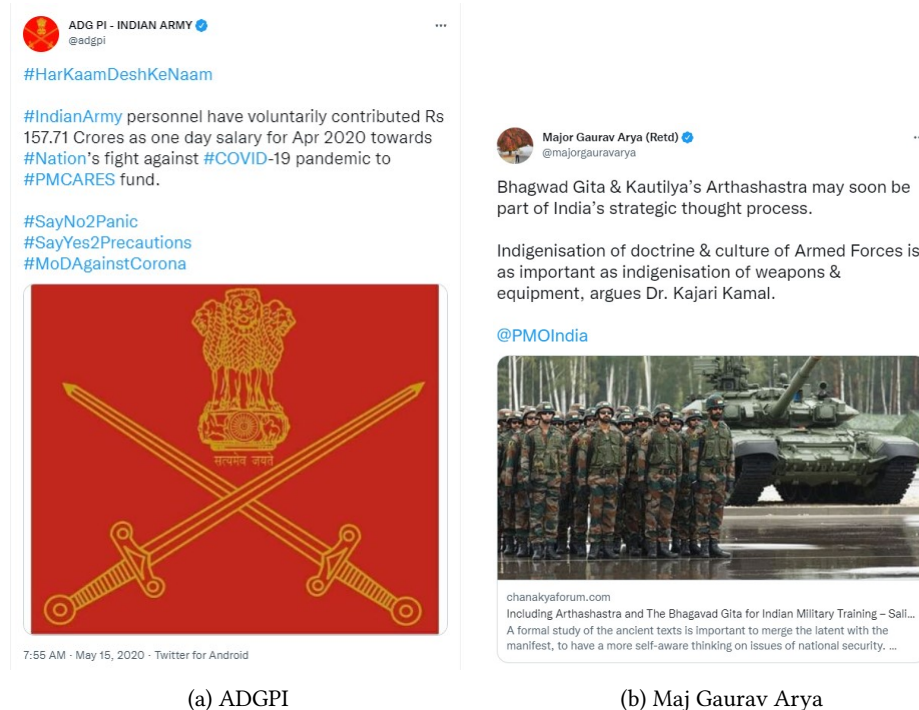 ADG PI - INDIAN ARMY
@adgpi
#HarKaamDeshKeNaam
#IndianArmy personnel have voluntarily contributed Rs
157.71 Crores as one day salary for Apr 2020 towards
#Nation's fight against #COVID-19 pandemic to
#PMCARES fund.
#SayNo2Panic
#SayYes2Precautions
#MoDAgainstCorona
सत्यमेव जयते
7:55 AM · May 15, 2020 · Twitter for Android
(a) ADGPI
Major Gaurav Arya (Retd)
@majorgauravarya
Bhagwad Gita & Kautilya's Arthashastra may soon be
part of India's strategic thought process.
Indigenisation of doctrine & culture of Armed Forces is
as important as indigenisation of weapons &
equipment, argues Dr. Kajari Kamal.
@PMOIndia
chanakyaforum.com
Including Arthashastra and The Bhagavad Gita for Indian Military Training – Sali...
A formal study of the ancient texts is important to merge the latent with the
manifest, to have a more self-aware thinking on issues of national security. ...
(b) Maj Gaurav Arya